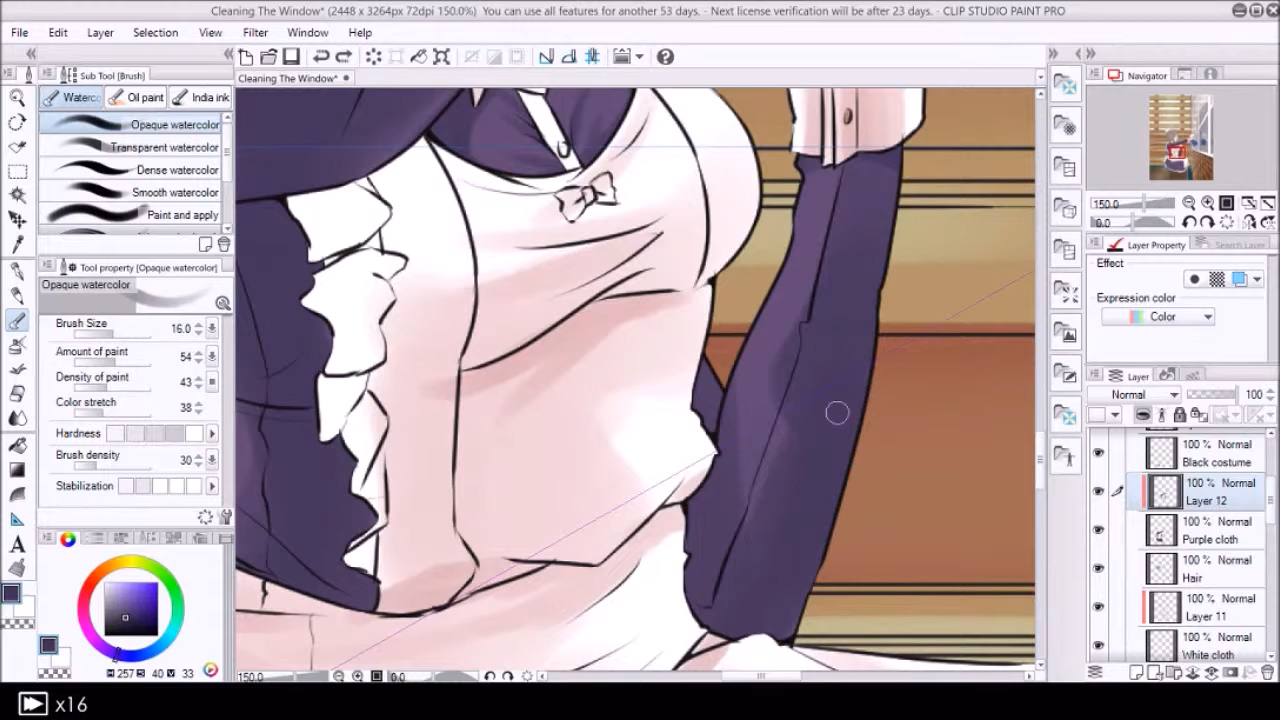 Cleaning The Window* (2448 x 3264px 72dpi 150.0%)  You can use all features for another 53 days. - Next license verification will be after 23 days. - CLIP STUDIO PAINT PRO
File Edit Layer Selection View Filter Window Help
Sub Tool [Brush]
Cleaning The Window*
Navigator
Waterco Oil paint India ink
Opaque watercolor
Transparent watercolor
Dense watercolor
Smooth watercolor
Paint and apply
Tool property [Opaque watercolor]
Opaque watercolor
Brush Size 16.0
Amount of paint 54
Density of paint 43
Color stretch 38
Hardness
Brush density 30
Stabilization
257 40 33
150.0 0.0
150.0
0.0
Layer Property Search Layer
Effect
Expression color
Color
Layer
Normal 100
100 % Normal
Black costume
100 % Normal
Layer 12
100 % Normal
Purple cloth
100 % Normal
Hair
100 % Normal
Layer 11
100 % Normal
White cloth
x16